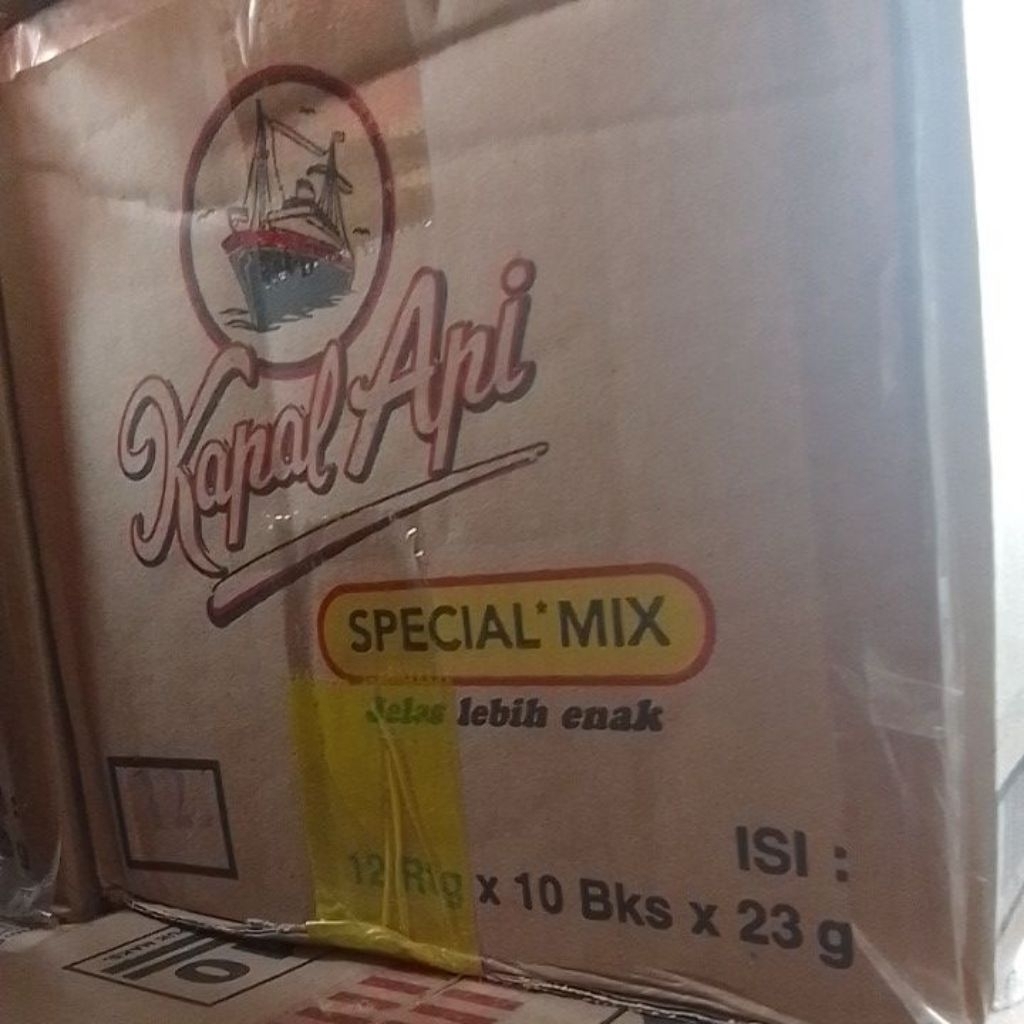 Kapal Api
SPECIAL* MIX
Jelas lebih enak
ISI :
12 Rtg x 10 Bks x 23 g